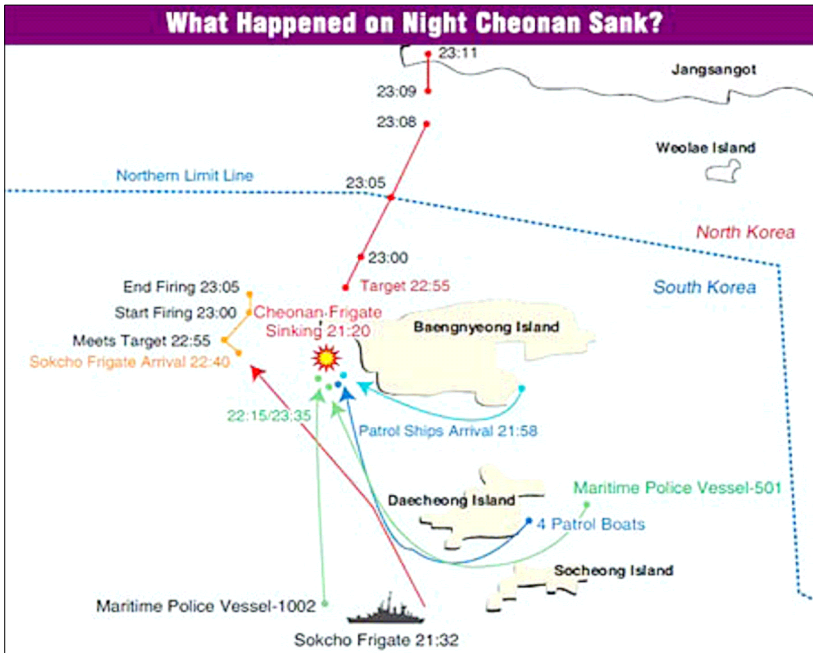 What Happened on Night Cheonan Sank?
23:11
Jangsangot
23:09
23:08
Weolae Island
Northern Limit Line
23:05
North Korea
23:00
End Firing 23:05
Target 22:55
South Korea
Start Firing 23:00
Cheonan Frigate
Sinking 21:20
Baengnyeong Island
Meets Target 22:55
Sokcho Frigate Arrival 22:40
22:15/23:35
Patrol Ships Arrival 21:58
Maritime Police Vessel-501
Daecheong Island
4 Patrol Boats
Socheong Island
Maritime Police Vessel-1002
Sokcho Frigate 21:32